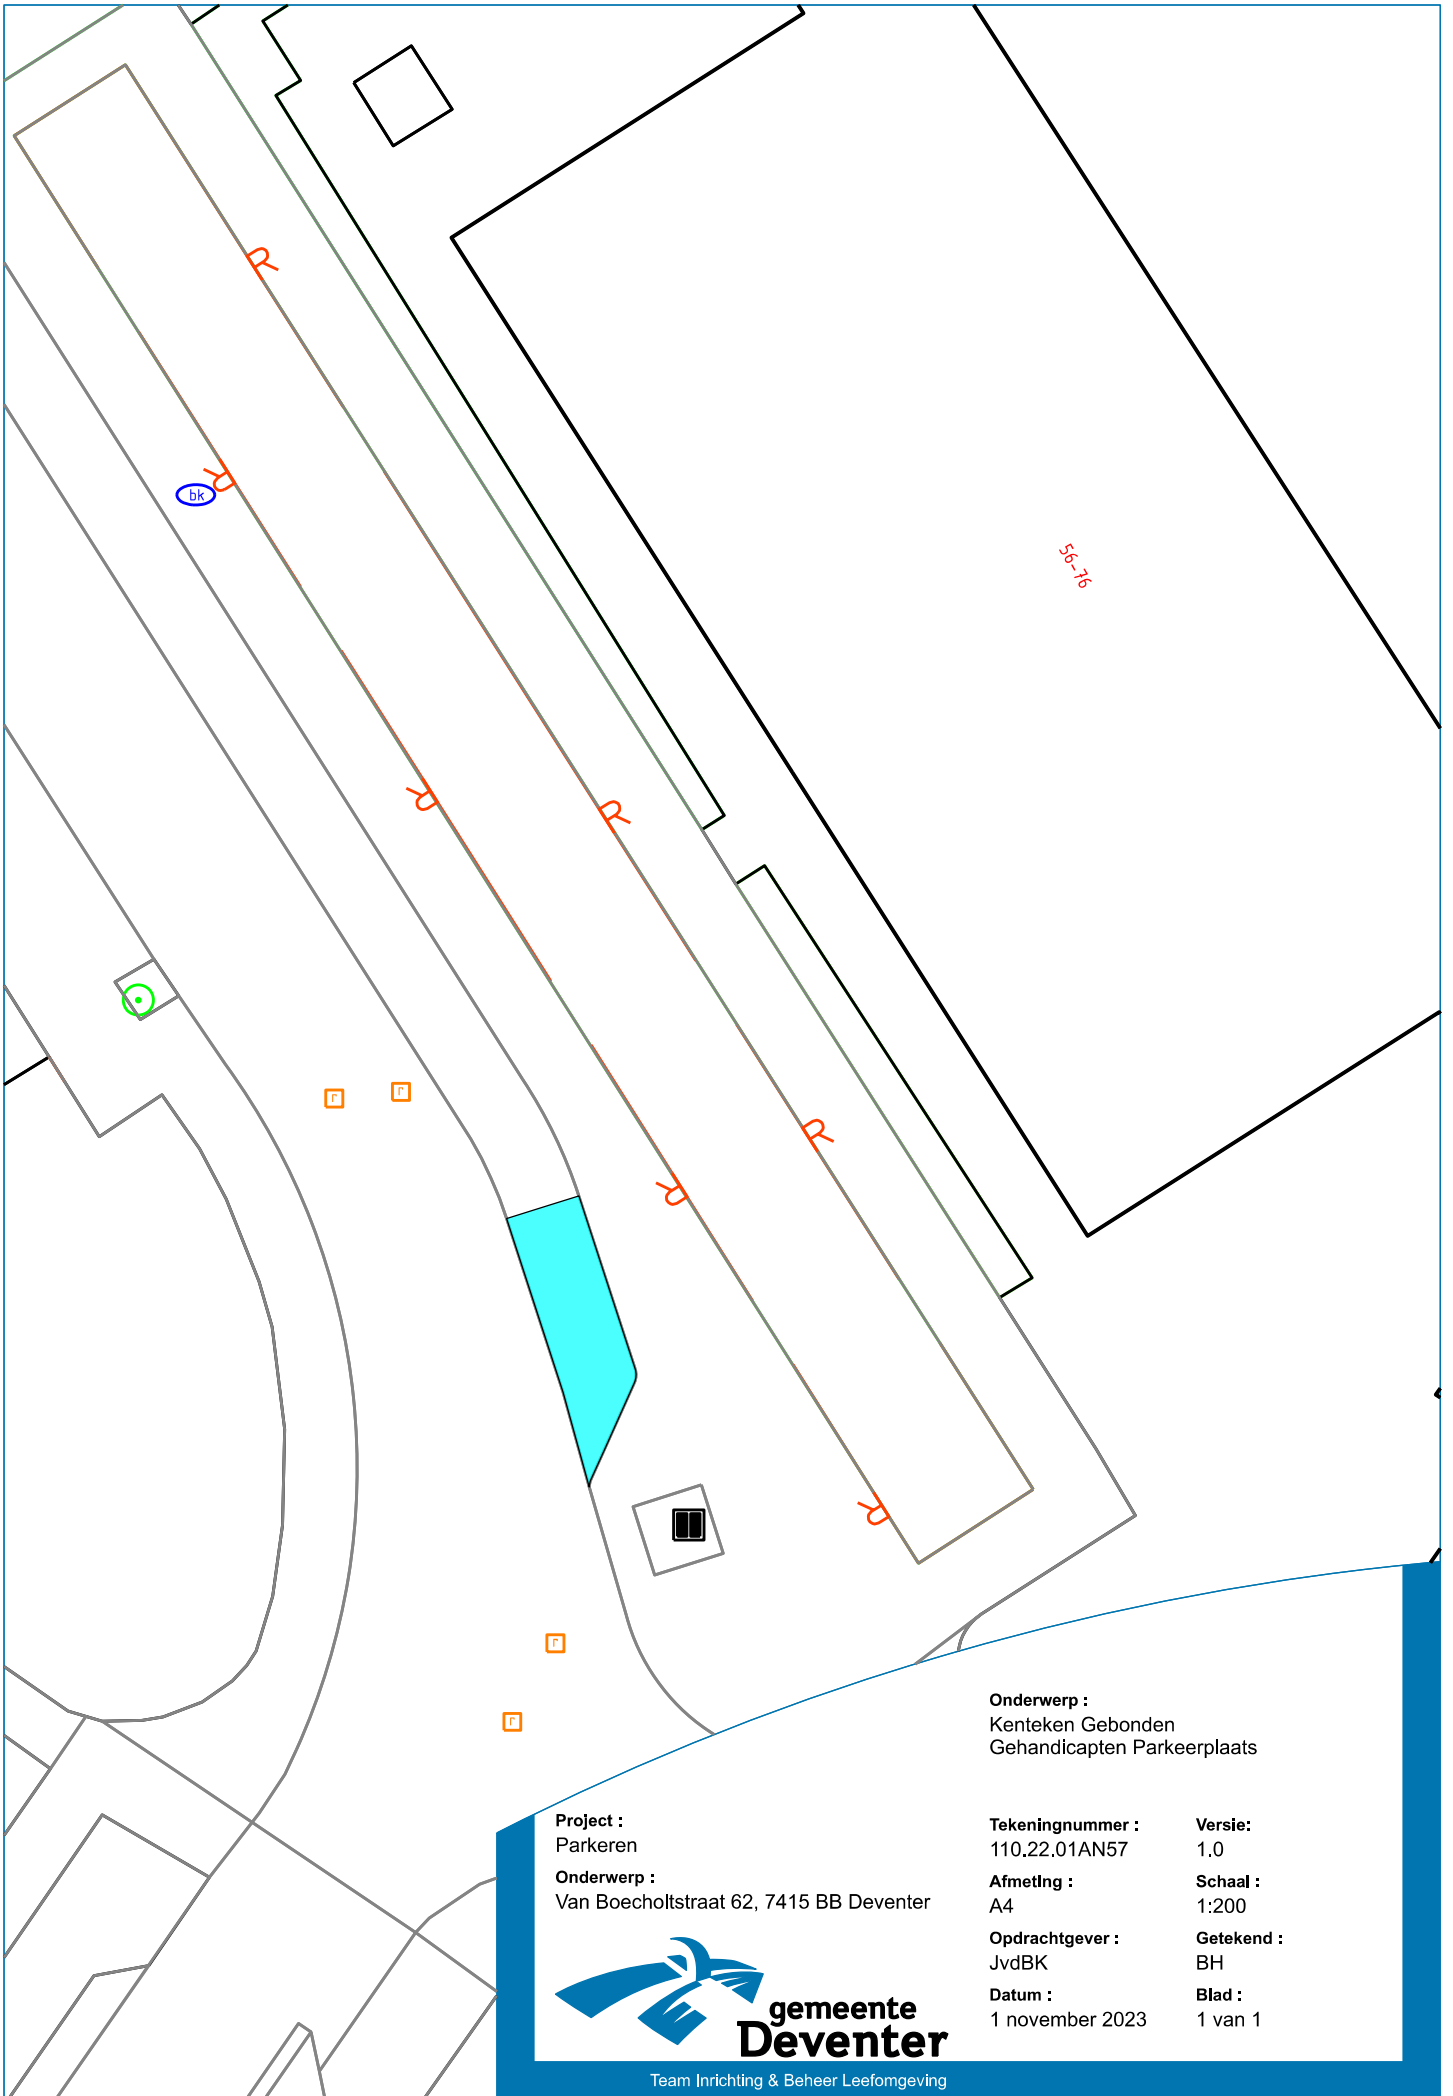 R
R
bk
56-76
R
R
r
r
R
R
R
r
r
Onderwerp :
Kenteken Gebonden
Gehandicapten Parkeerplaats
Project :
Parkeren
Onderwerp :
Van Boecholtstraat 62, 7415 BB Deventer
Tekeningnummer :
110.22.01AN57
Versie:
1.0
Afmeting :
A4
Schaal :
1:200
Opdrachtgever :
JvdBK
Getekend :
BH
Datum :
1 november 2023
Blad :
1 van 1
gemeente
Deventer
Team Inrichting & Beheer Leefomgeving